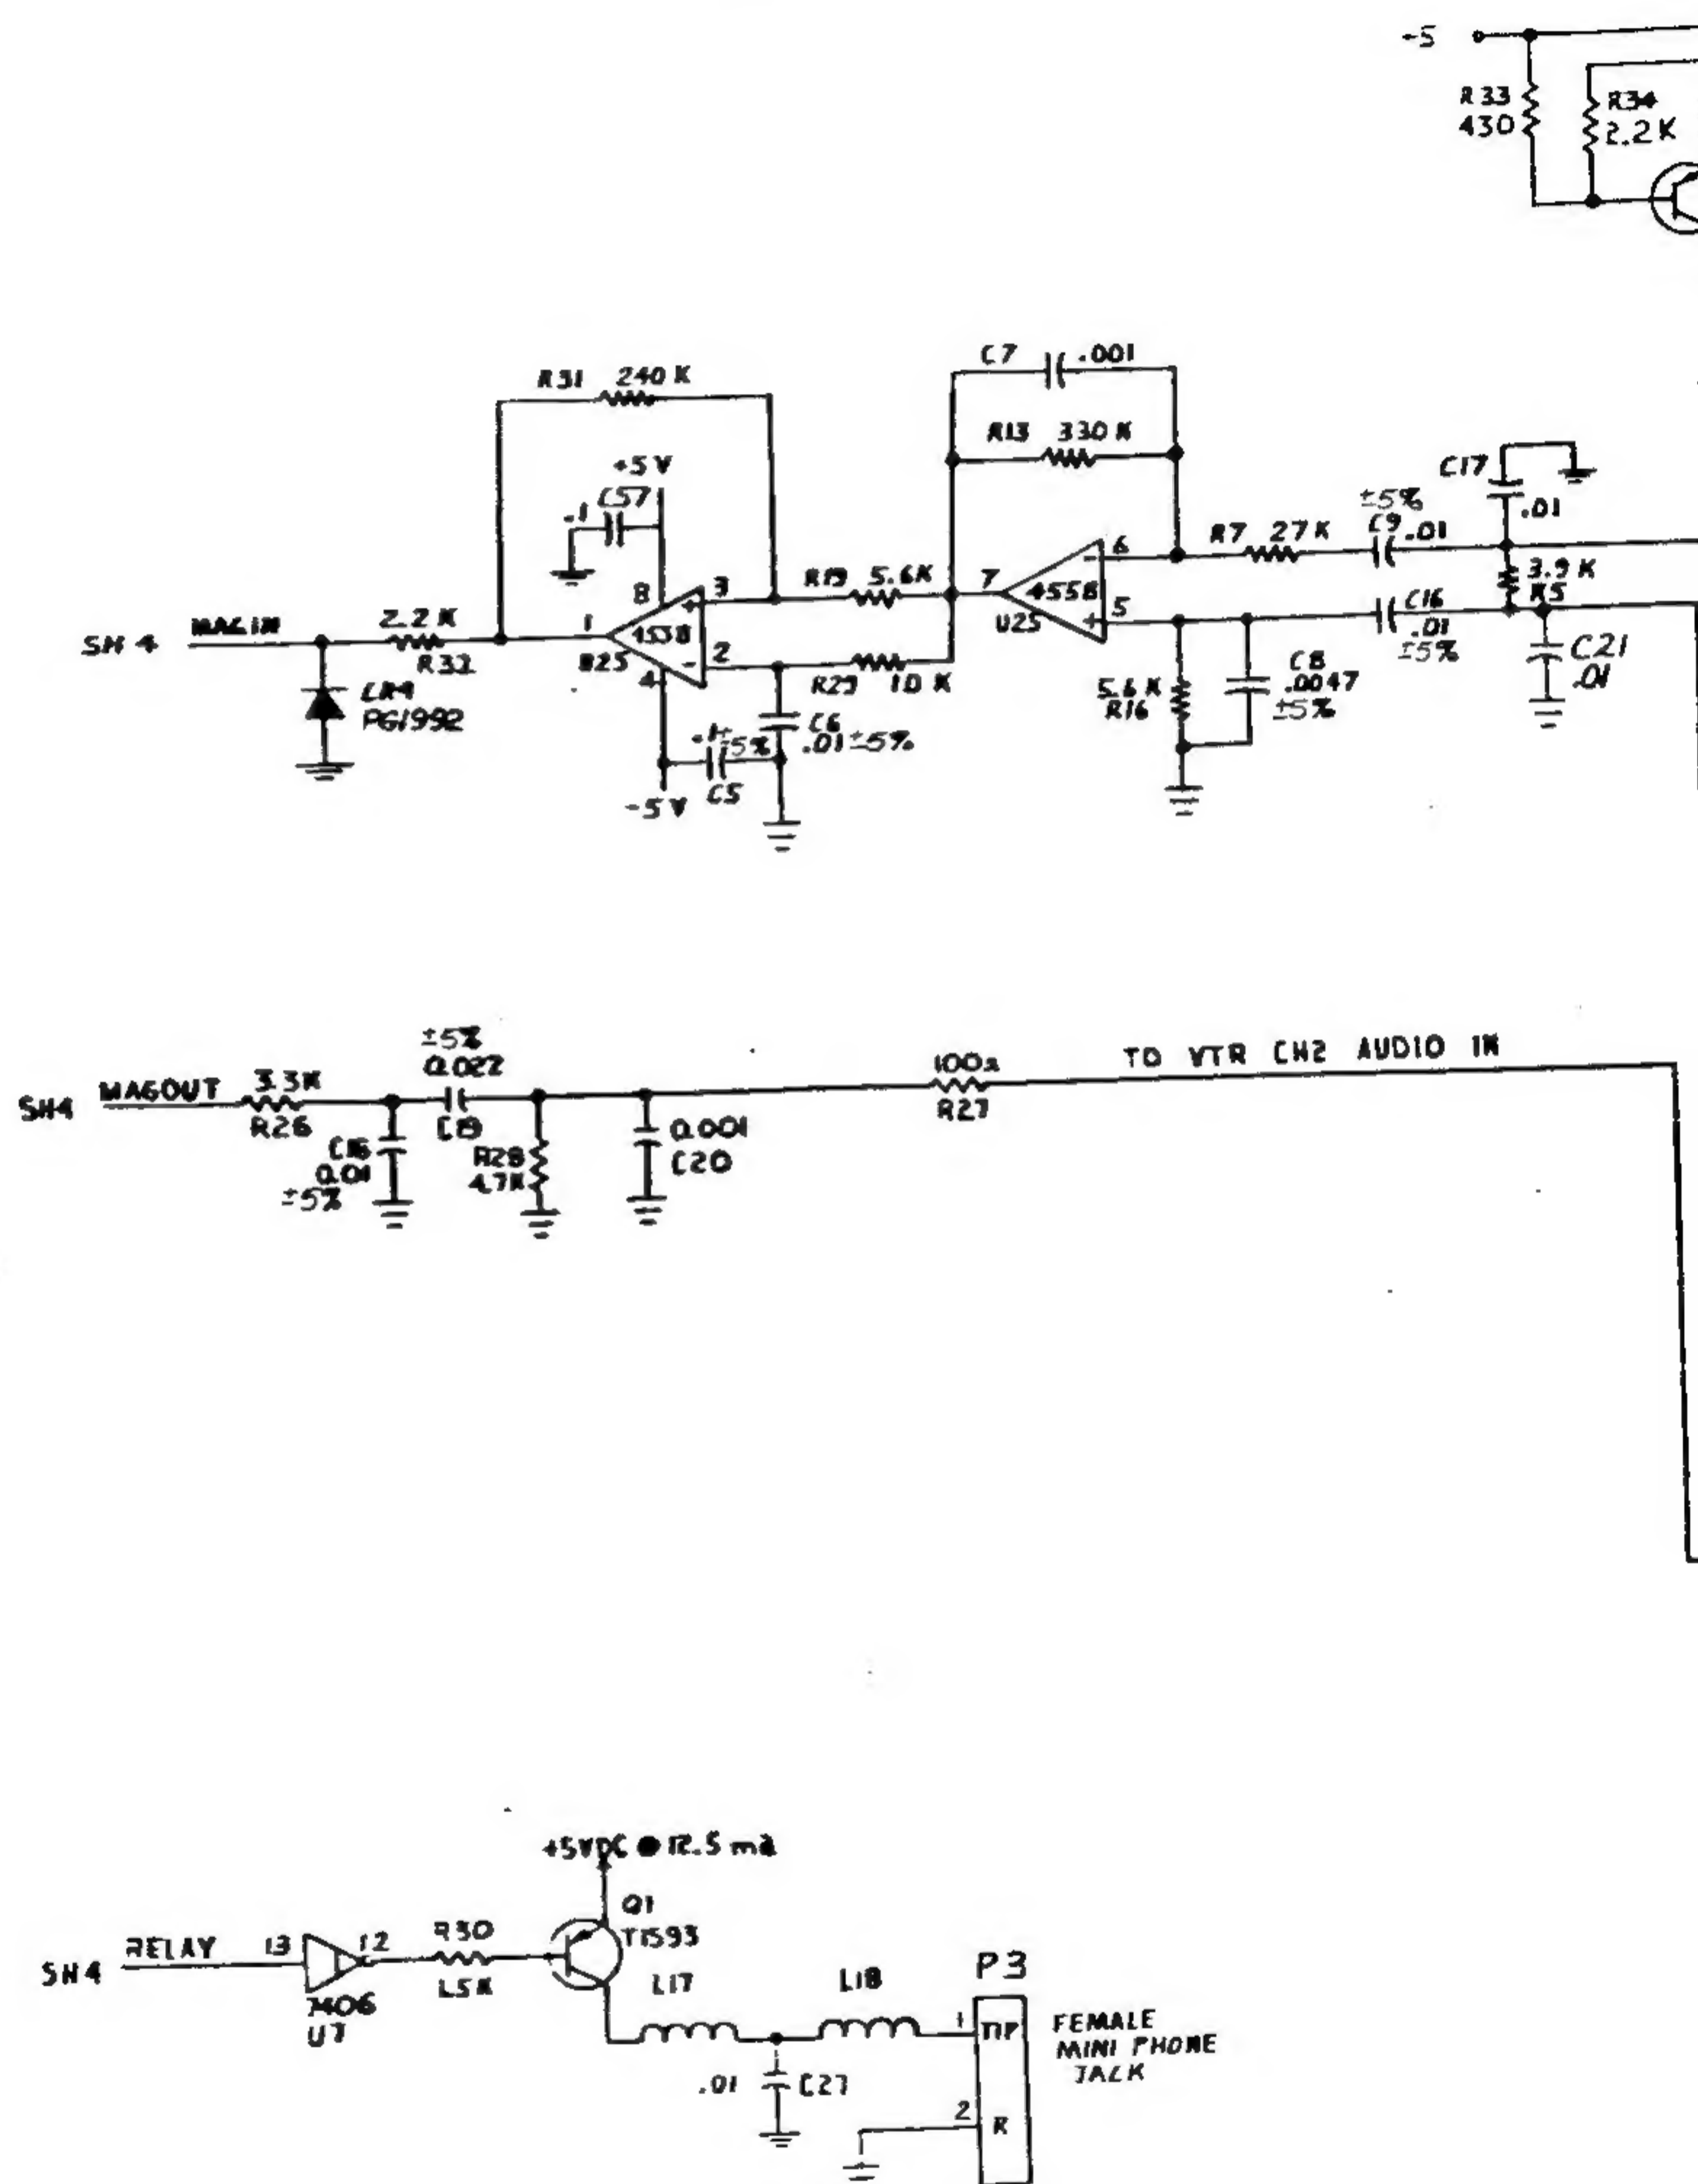 -5
R33
430
R34
2.2K
C7 .001
R31 240 K
R13 330 K
+5 V
.1 C57
C17
.01
±5%
C9 .01
R7 27 K
6
8
3
R19 5.6K
7
4558
U25
5
3.9 K
R5
C16
.01
±5%
C21
.01
SH 4 MAGIN
2.2 K
R32
1
4558
U25
2
4
R29 10 K
CR4
PG1992
C8
.0047
±5%
5.6 K
R16
C6
.01 ±5%
.1±5%
C5
-5 V
±5%
0.022
C19
SH4 MAGOUT
3.3K
R26
0.01
±5%
R28
4.7K
0.001
C20
100Ω
R27
TO VTR CH2 AUDIO IN
+5VDC @ 12.5 ma
Q1
TIS93
SH4 RELAY 13 12
7406
U7
R30
1.5K
L17
L18
P3
1 TIP
FEMALE
MINI PHONE
JACK
.01 C27
2 R